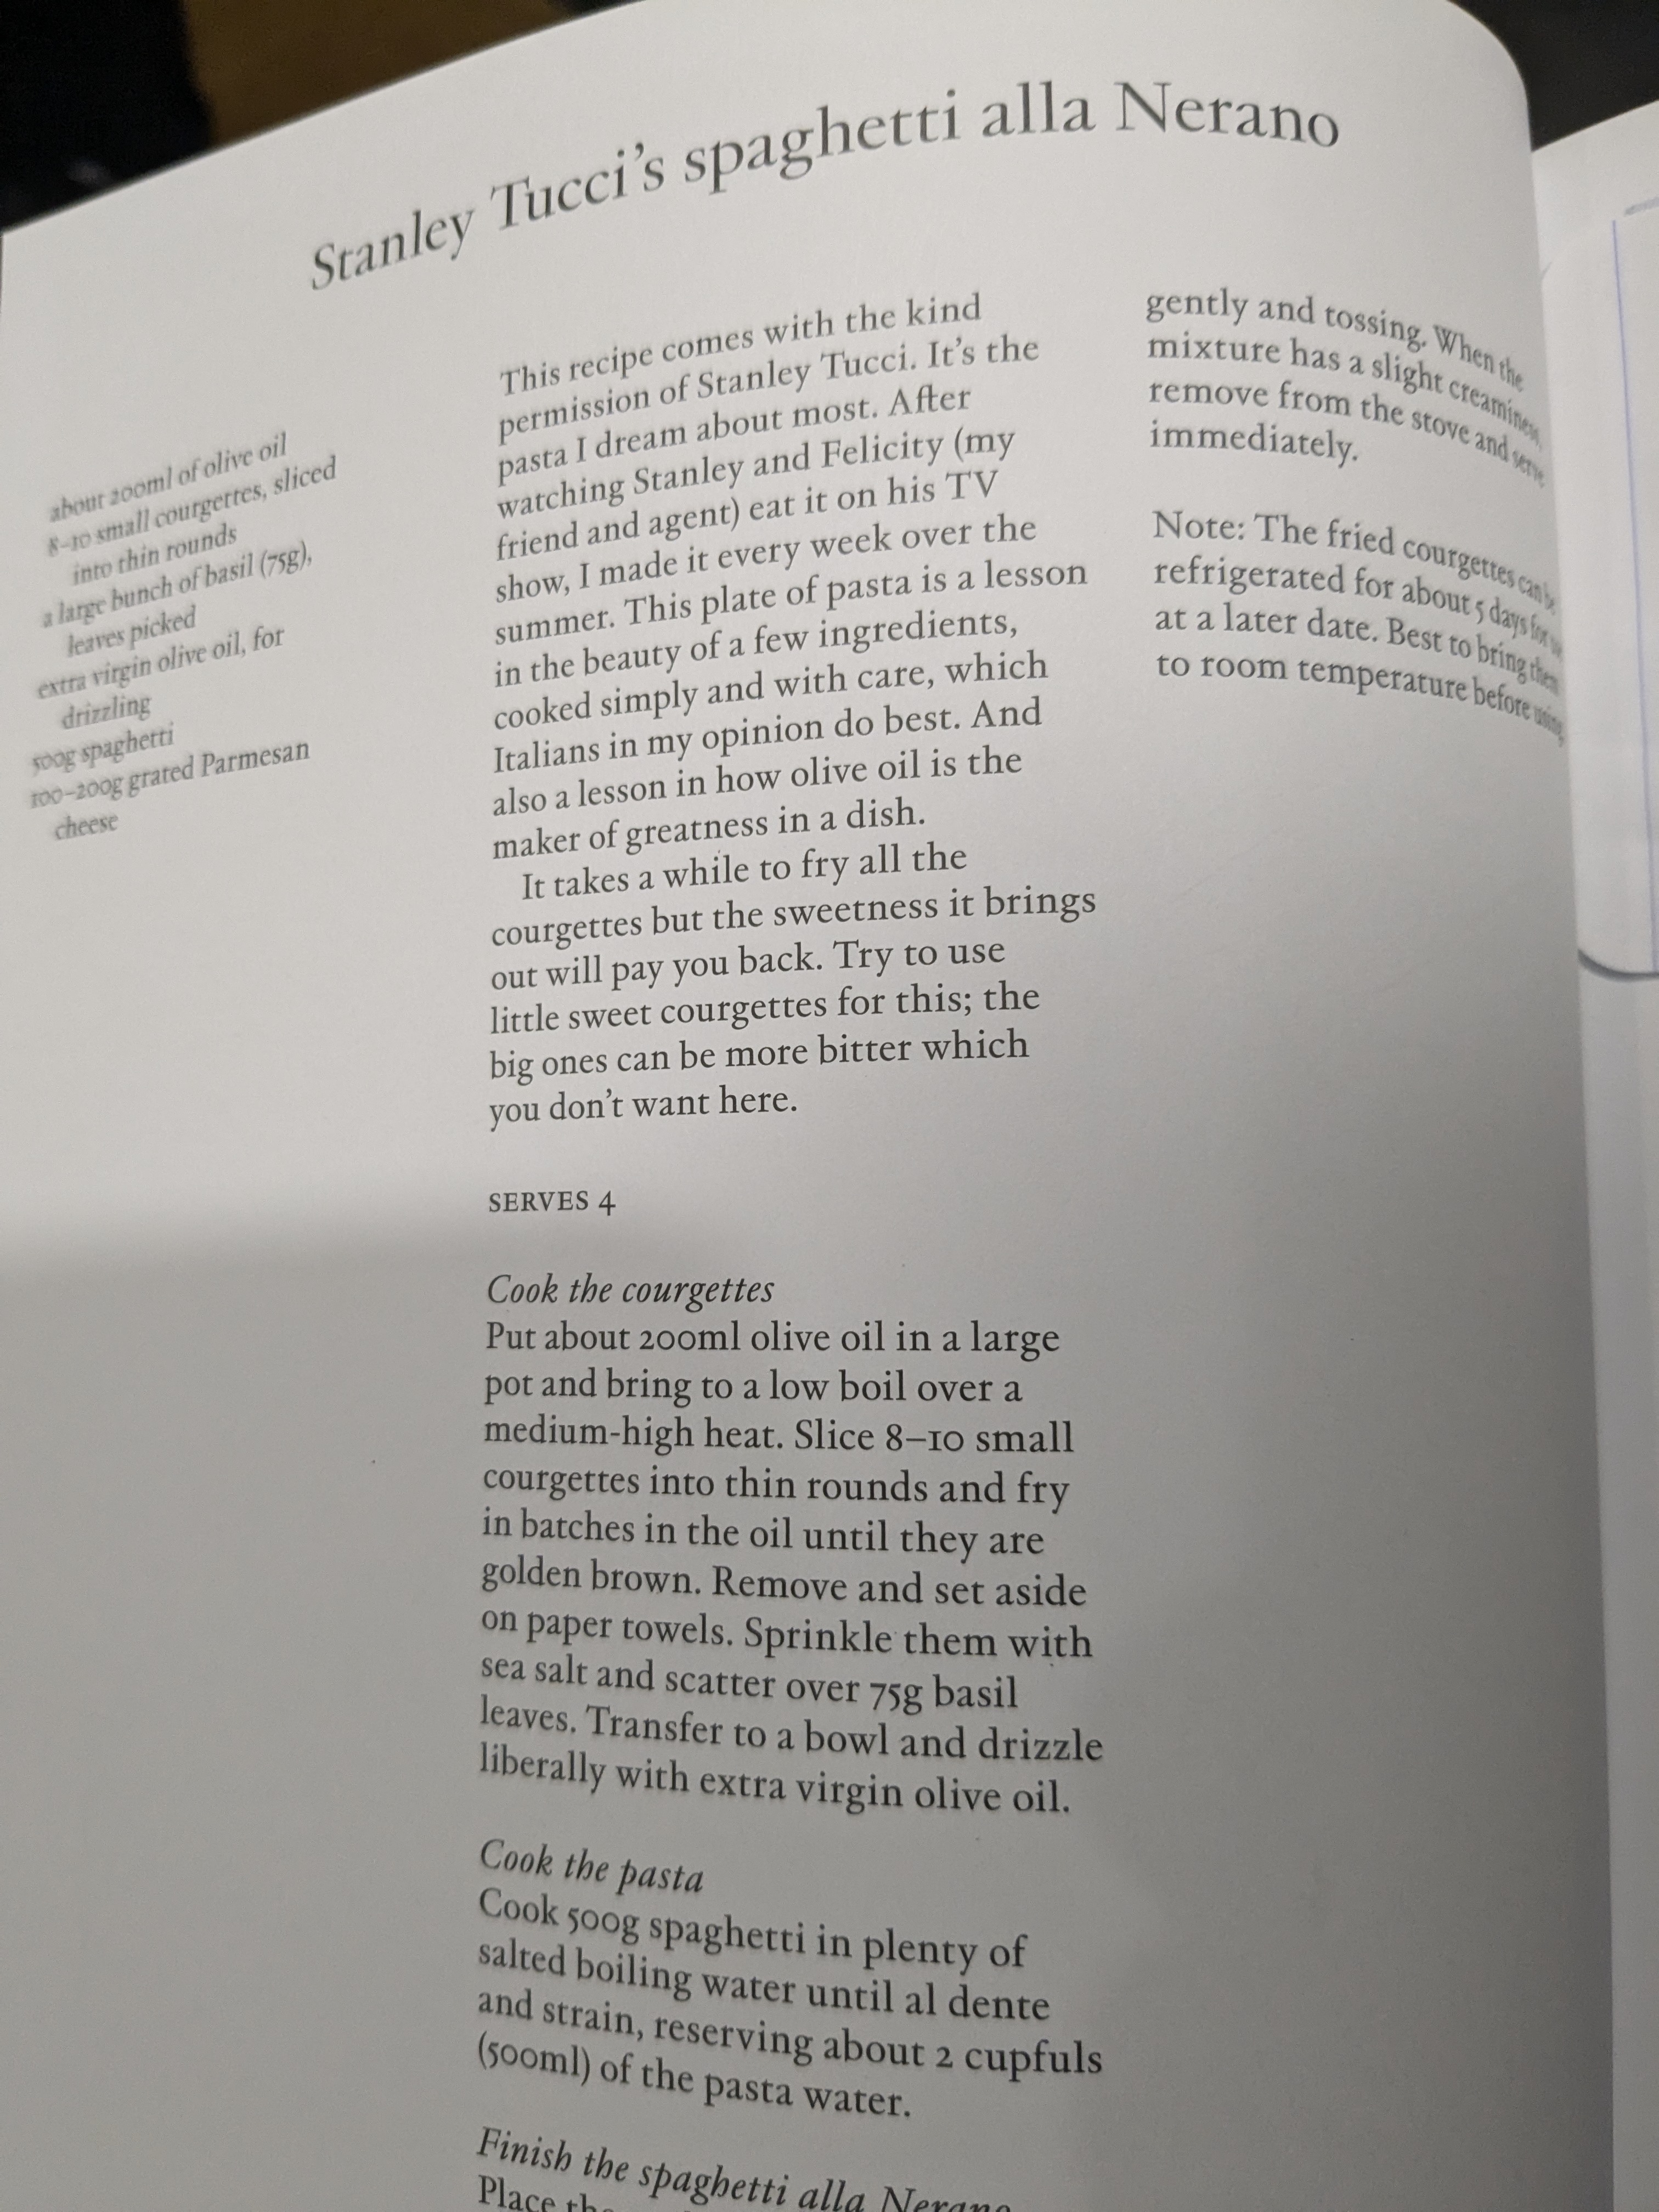 Stanley Tucci's spaghetti alla Nerano
about 200ml of olive oil
8–10 small courgettes, sliced
into thin rounds
a large bunch of basil (75g),
leaves picked
extra virgin olive oil, for
drizzling
500g spaghetti
100–200g grated Parmesan
cheese
This recipe comes with the kind
permission of Stanley Tucci. It's the
pasta I dream about most. After
watching Stanley and Felicity (my
friend and agent) eat it on his TV
show, I made it every week over the
summer. This plate of pasta is a lesson
in the beauty of a few ingredients,
cooked simply and with care, which
Italians in my opinion do best. And
also a lesson in how olive oil is the
maker of greatness in a dish.
It takes a while to fry all the
courgettes but the sweetness it brings
out will pay you back. Try to use
little sweet courgettes for this; the
big ones can be more bitter which
you don't want here.
SERVES 4
Cook the courgettes
Put about 200ml olive oil in a large
pot and bring to a low boil over a
medium-high heat. Slice 8–10 small
courgettes into thin rounds and fry
in batches in the oil until they are
golden brown. Remove and set aside
on paper towels. Sprinkle them with
sea salt and scatter over 75g basil
leaves. Transfer to a bowl and drizzle
liberally with extra virgin olive oil.
Cook the pasta
Cook 500g spaghetti in plenty of
salted boiling water until al dente
and strain, reserving about 2 cupfuls
(500ml) of the pasta water.
Finish the spaghetti alla Nerano
Place
gently and tossing. When the
mixture has a slight creaminess,
remove from the stove and serve
immediately.
Note: The fried courgettes can be
refrigerated for about 5 days for
at a later date. Best to bring them
to room temperature before using.